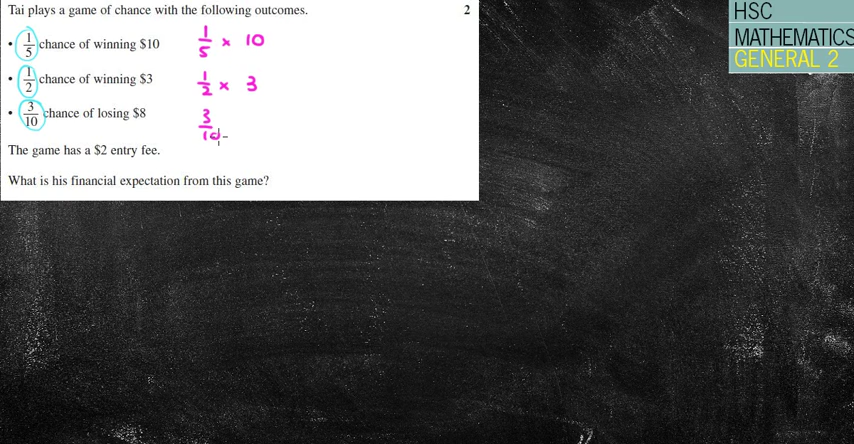 Tai plays a game of chance with the following outcomes. 2
• 1/5 chance of winning $10 1/5 × 10
• 1/2 chance of winning $3 1/2 × 3
• 3/10 chance of losing $8 3/10
The game has a $2 entry fee.
What is his financial expectation from this game?
HSC
MATHEMATICS
GENERAL 2